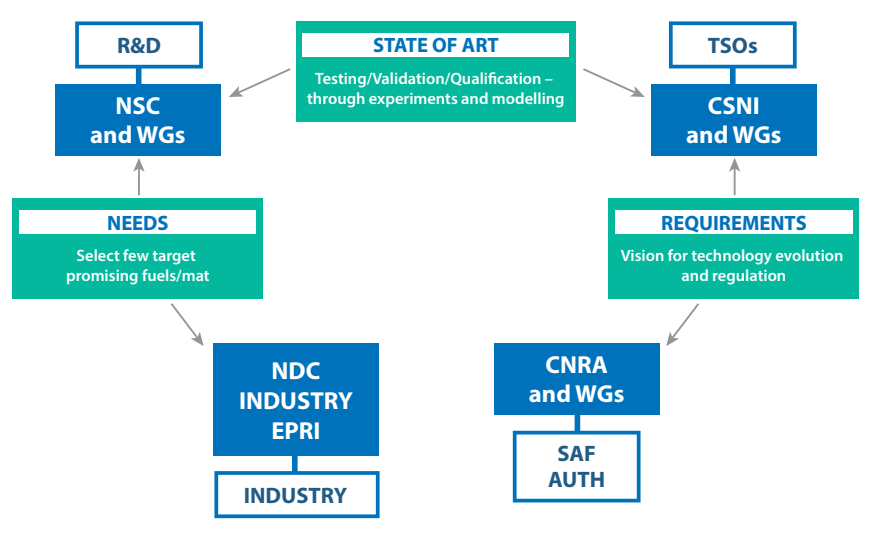 R&D
NSC
and WGs
STATE OF ART
Testing/Validation/Qualification –
through experiments and modelling
TSOs
CSNI
and WGs
NEEDS
Select few target
promising fuels/mat
REQUIREMENTS
Vision for technology evolution
and regulation
NDC
INDUSTRY
EPRI
INDUSTRY
CNRA
and WGs
SAF
AUTH